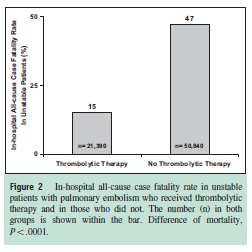 In-hospital All-cause Case Fatality Rate
In Unstable Patients (%)
50
25
0
15
47
n= 21,390
n= 50,840
Thrombolytic Therapy
No Thrombolytic Therapy
Figure 2 In-hospital all-cause case fatality rate in unstable
patients with pulmonary embolism who received thrombolytic
therapy and in those who did not. The number (n) in both
groups is shown within the bar. Difference of mortality,
P < .0001.